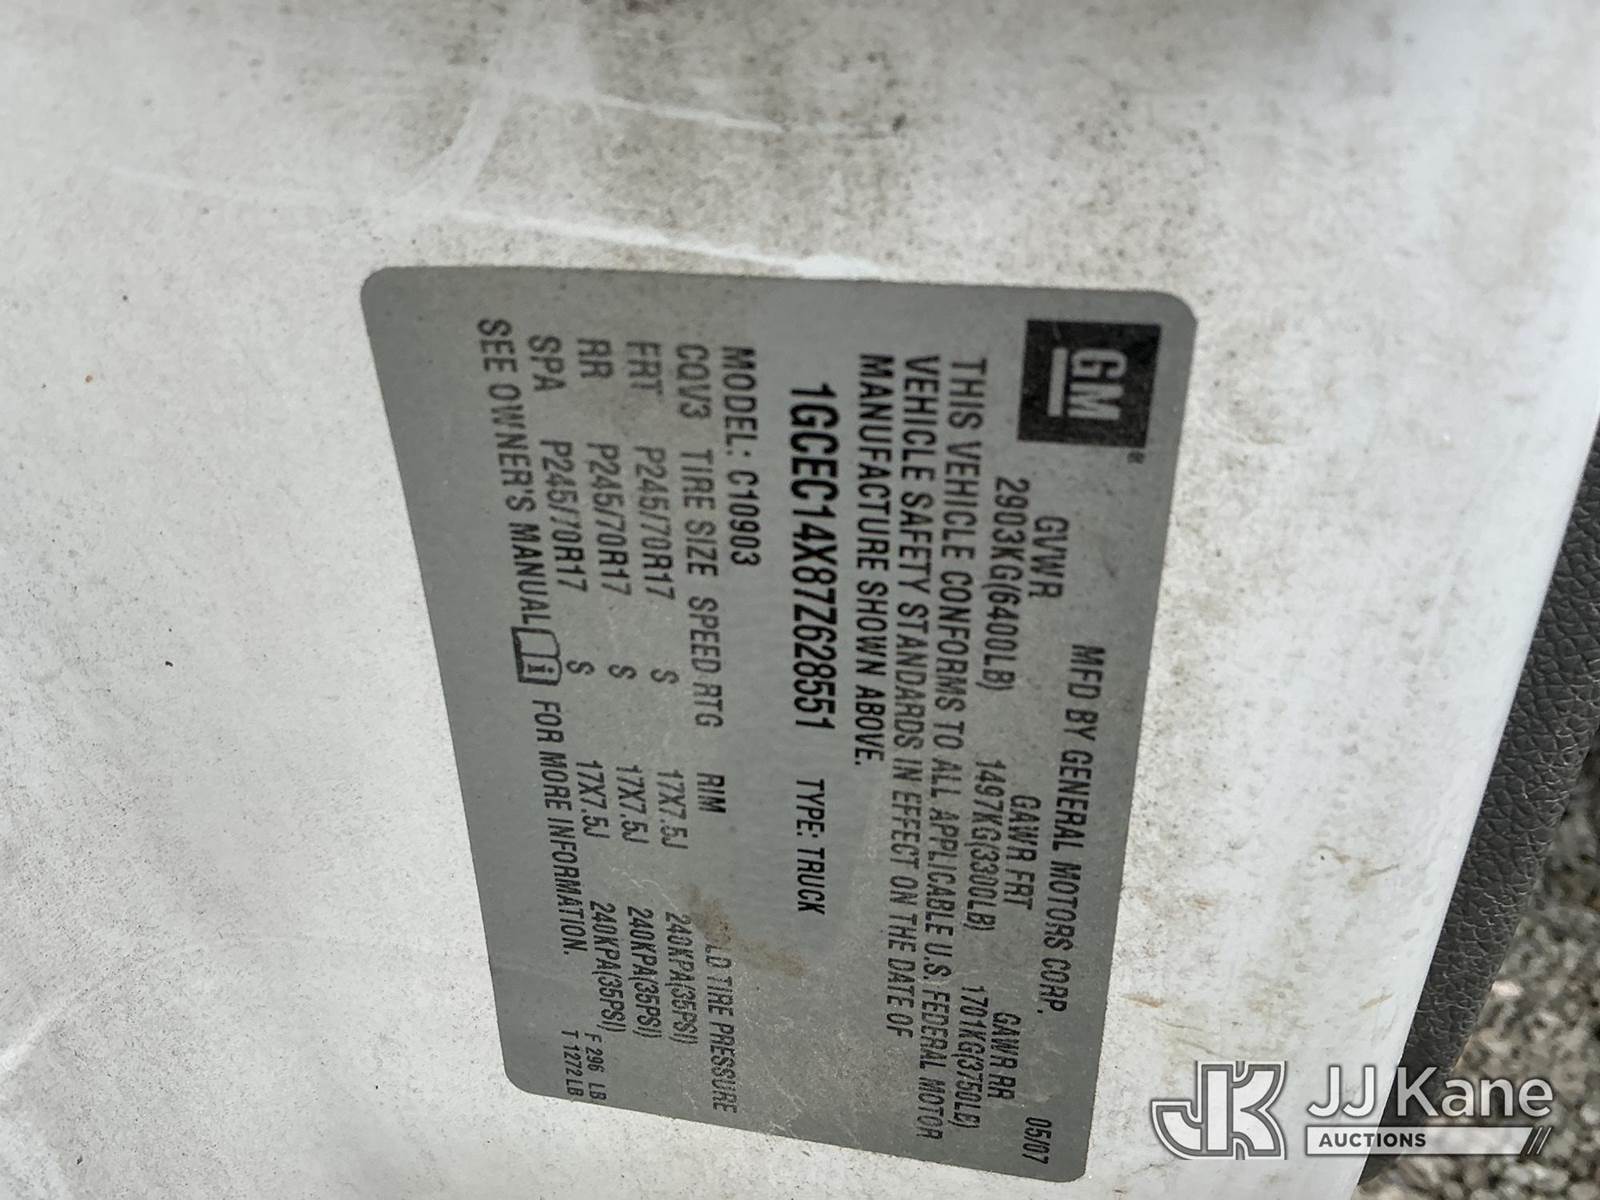 GM®
MFD BY GENERAL MOTORS CORP. 05/07
GVWR GAWR FRT GAWR RR
2903KG(6400LB) 1497KG(3300LB) 1701KG(3750LB)
THIS VEHICLE CONFORMS TO ALL APPLICABLE U.S. FEDERAL MOTOR
VEHICLE SAFETY STANDARDS IN EFFECT ON THE DATE OF
MANUFACTURE SHOWN ABOVE.
1GCEC14X87Z628551 TYPE: TRUCK
MODEL: C10903
CQV3 TIRE SIZE SPEED RTG RIM TIRE PRESSURE
FRT P245/70R17 S 17X7.5J 240KPA(35PSI)
RR P245/70R17 S 17X7.5J 240KPA(35PSI)
SPA P245/70R17 S 17X7.5J 240KPA(35PSI) F 296 LB
SEE OWNER'S MANUAL FOR MORE INFORMATION. T 1272LB
JJ Kane
AUCTIONS